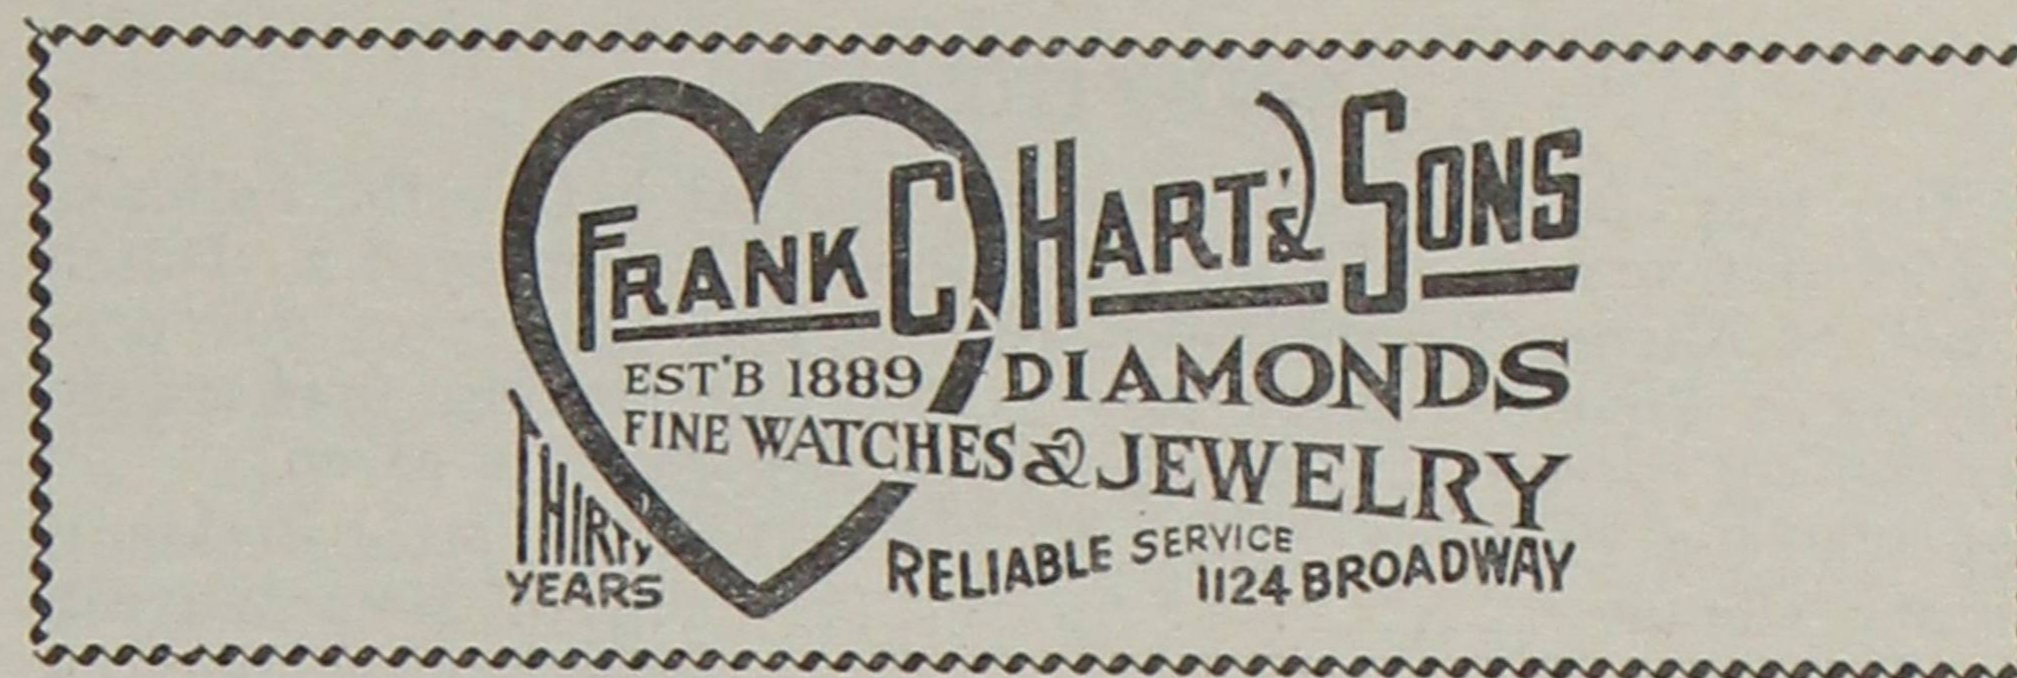 FRANK C. HART & SONS
EST'B 1889 DIAMONDS
FINE WATCHES & JEWELRY
THIRTY YEARS RELIABLE SERVICE
1124 BROADWAY